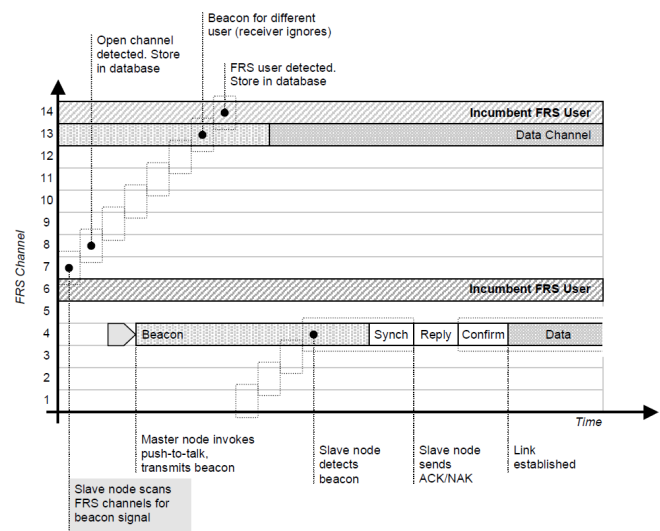 Beacon for different
user (receiver ignores)
Open channel
detected. Store
in database
FRS user detected.
Store in database
14
Incumbent FRS User
13
Data Channel
12
11
10
9
8
7
6
Incumbent FRS User
5
4
Beacon
Synch
Reply
Confirm
Data
3
2
1
FRS Channel
Time
Master node invokes
push-to-talk,
transmits beacon
Slave node
detects
beacon
Slave node
sends
ACK/NAK
Link
established
Slave node scans
FRS channels for
beacon signal